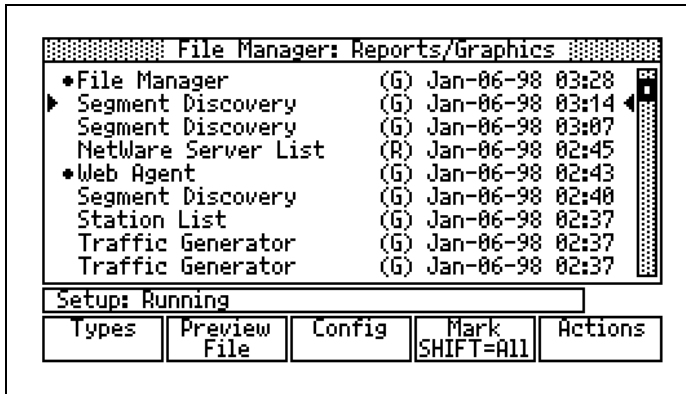 File Manager: Reports/Graphics
•File Manager (G) Jan-06-98 03:28
Segment Discovery (G) Jan-06-98 03:14
Segment Discovery (G) Jan-06-98 03:07
NetWare Server List (R) Jan-06-98 02:45
•Web Agent (G) Jan-06-98 02:43
Segment Discovery (G) Jan-06-98 02:40
Station List (G) Jan-06-98 02:37
Traffic Generator (G) Jan-06-98 02:37
Traffic Generator (G) Jan-06-98 02:37
Setup: Running
Types
Preview
File
Config
Mark
SHIFT=All
Actions